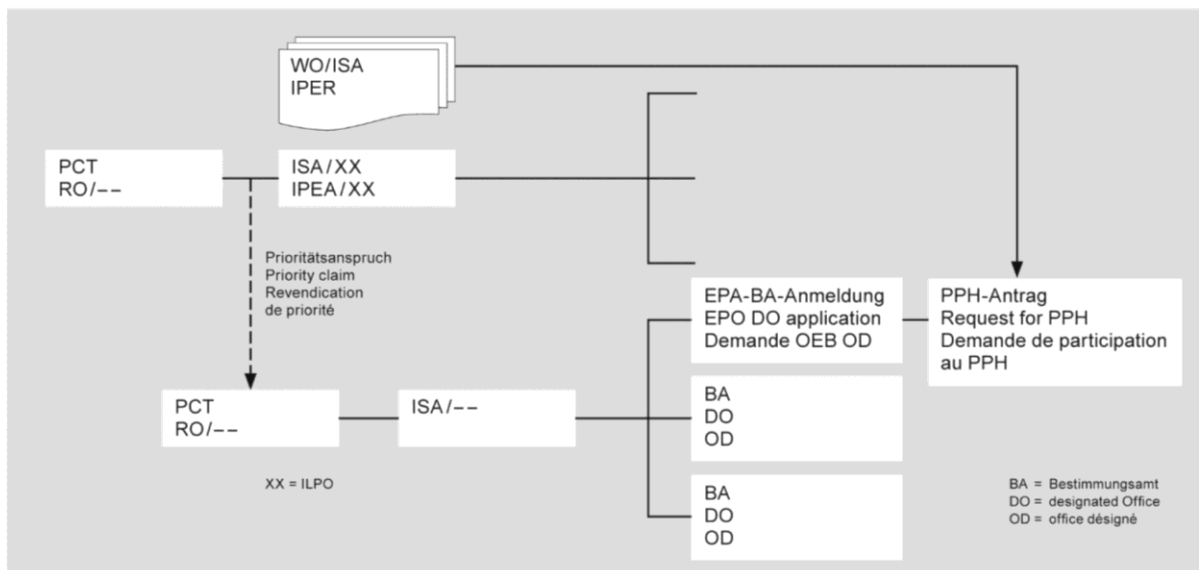 WO/ISA
IPER
PCT
RO/--
ISA/XX
IPEA/XX
Prioritätsanspruch
Priority claim
Revendication
de priorité
EPA-BA-Anmeldung
EPO DO application
Demande OEB OD
PPH-Antrag
Request for PPH
Demande de participation
au PPH
PCT
RO/--
ISA/--
BA
DO
OD
XX = ILPO
BA
DO
OD
BA = Bestimmungsamt
DO = designated Office
OD = office désigné